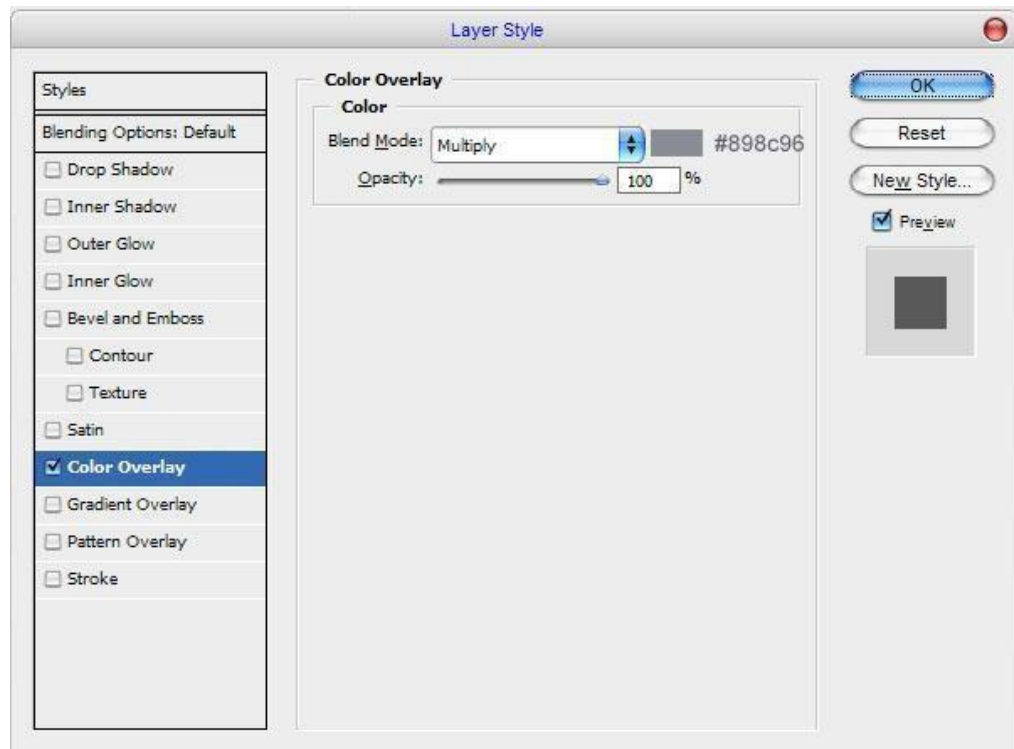 Layer Style
Styles
Blending Options: Default
Drop Shadow
Inner Shadow
Outer Glow
Inner Glow
Bevel and Emboss
Contour
Texture
Satin
Color Overlay
Gradient Overlay
Pattern Overlay
Stroke
Color Overlay
Color
Blend Mode: Multiply #898c96
Opacity: 100 %
OK
Reset
New Style...
Preview